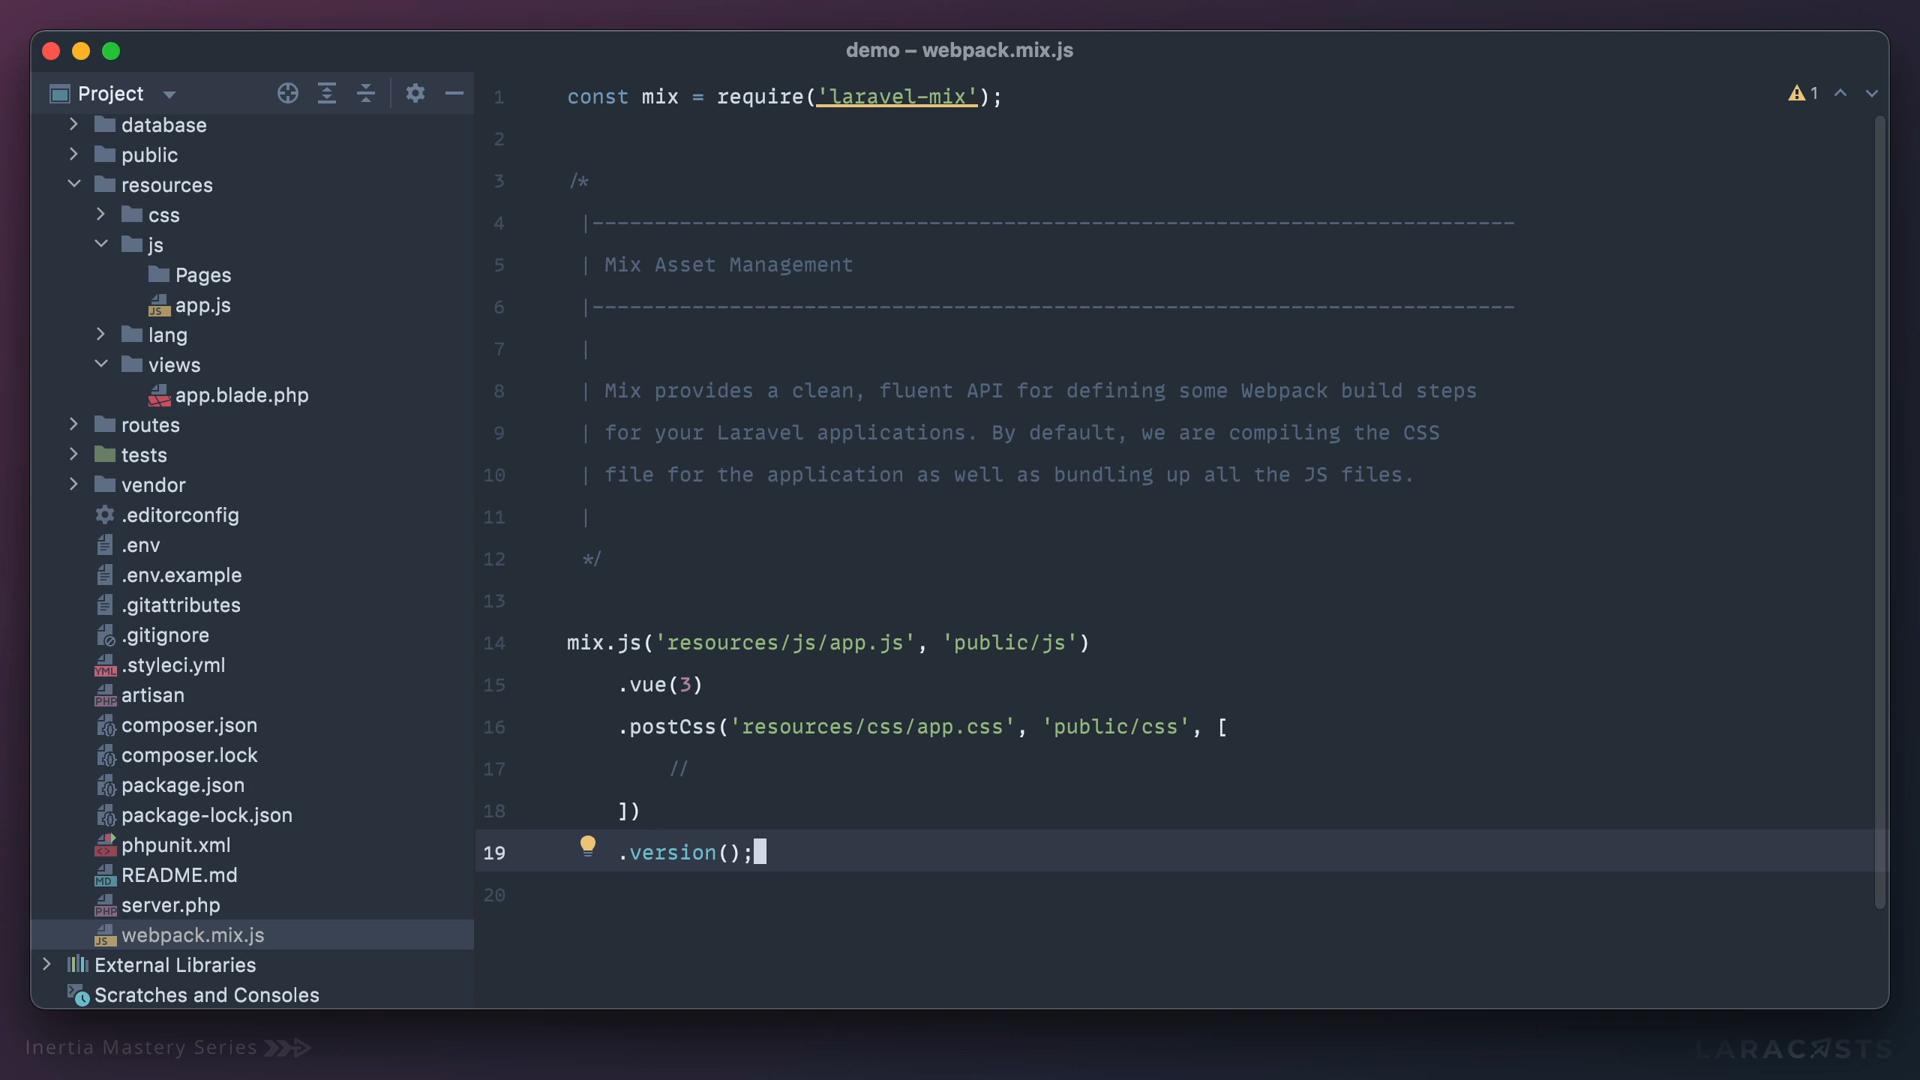 demo – webpack.mix.js
Project
database
public
resources
css
js
Pages
JS app.js
lang
views
app.blade.php
routes
tests
vendor
.editorconfig
.env
.env.example
.gitattributes
.gitignore
YML .styleci.yml
PHP artisan
composer.json
composer.lock
package.json
package-lock.json
phpunit.xml
MD README.md
PHP server.php
JS webpack.mix.js
External Libraries
Scratches and Consoles
1 const mix = require('laravel-mix');
2
3 /*
4 |--------------------------------------------------------------------------
5 | Mix Asset Management
6 |--------------------------------------------------------------------------
7 |
8 | Mix provides a clean, fluent API for defining some Webpack build steps
9 | for your Laravel applications. By default, we are compiling the CSS
10 | file for the application as well as bundling up all the JS files.
11 |
12 */
13
14 mix.js('resources/js/app.js', 'public/js')
15 .vue(3)
16 .postCss('resources/css/app.css', 'public/css', [
17 //
18 ])
19 .version();
20
1
Inertia Mastery Series
LARACASTS